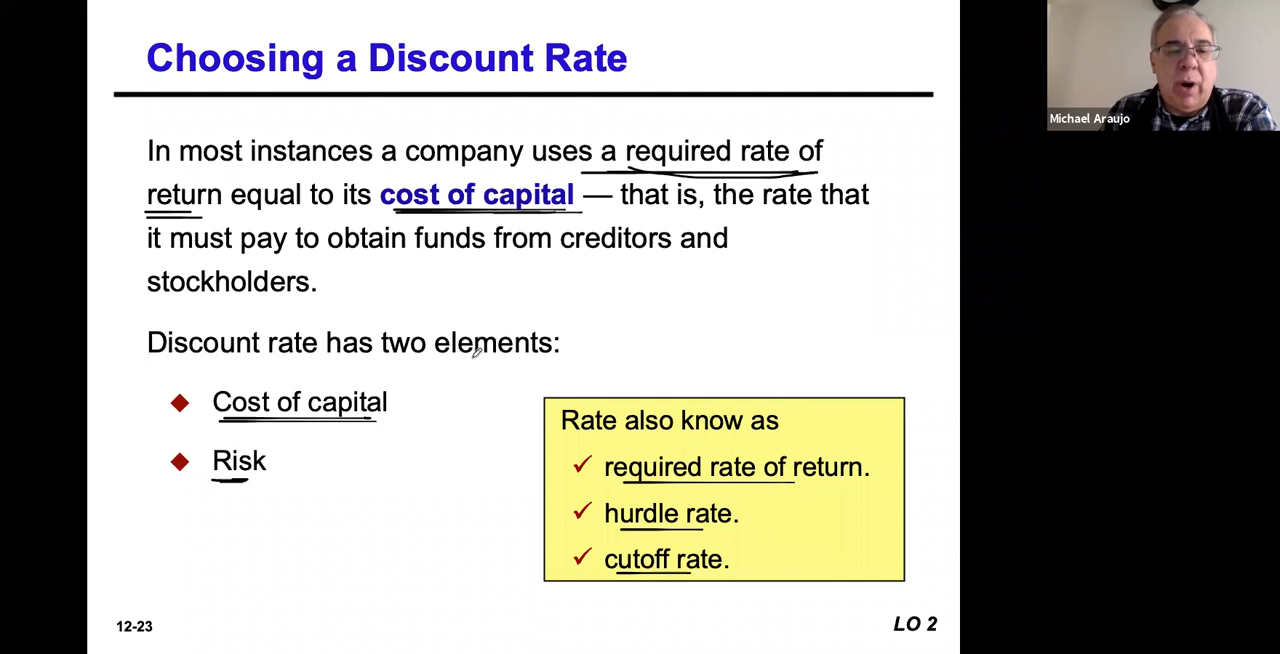 Choosing a Discount Rate
Michael Araujo
In most instances a company uses a required rate of
return equal to its cost of capital — that is, the rate that
it must pay to obtain funds from creditors and
stockholders.
Discount rate has two elements:
◆ Cost of capital
◆ Risk
Rate also know as
✓ required rate of return.
✓ hurdle rate.
✓ cutoff rate.
12-23
LO 2